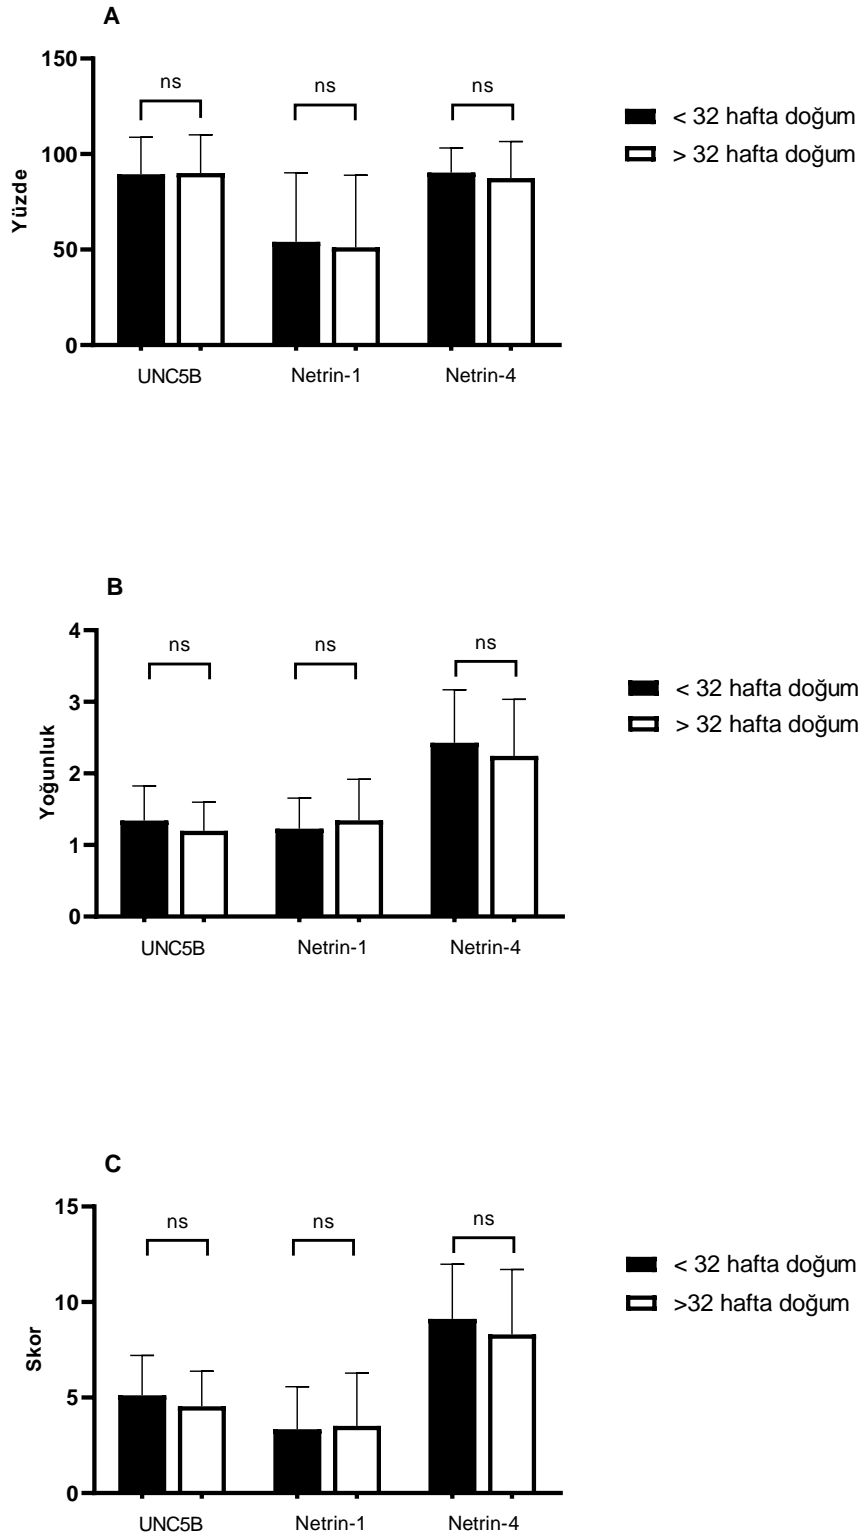 A
150
100
50
0
Yüzde
ns
ns
ns
< 32 hafta doğum
> 32 hafta doğum
UNC5B
Netrin-1
Netrin-4
B
4
3
2
1
0
Yoğunluk
ns
ns
ns
< 32 hafta doğum
> 32 hafta doğum
UNC5B
Netrin-1
Netrin-4
C
15
10
5
0
Skor
ns
ns
ns
< 32 hafta doğum
>32 hafta doğum
UNC5B
Netrin-1
Netrin-4